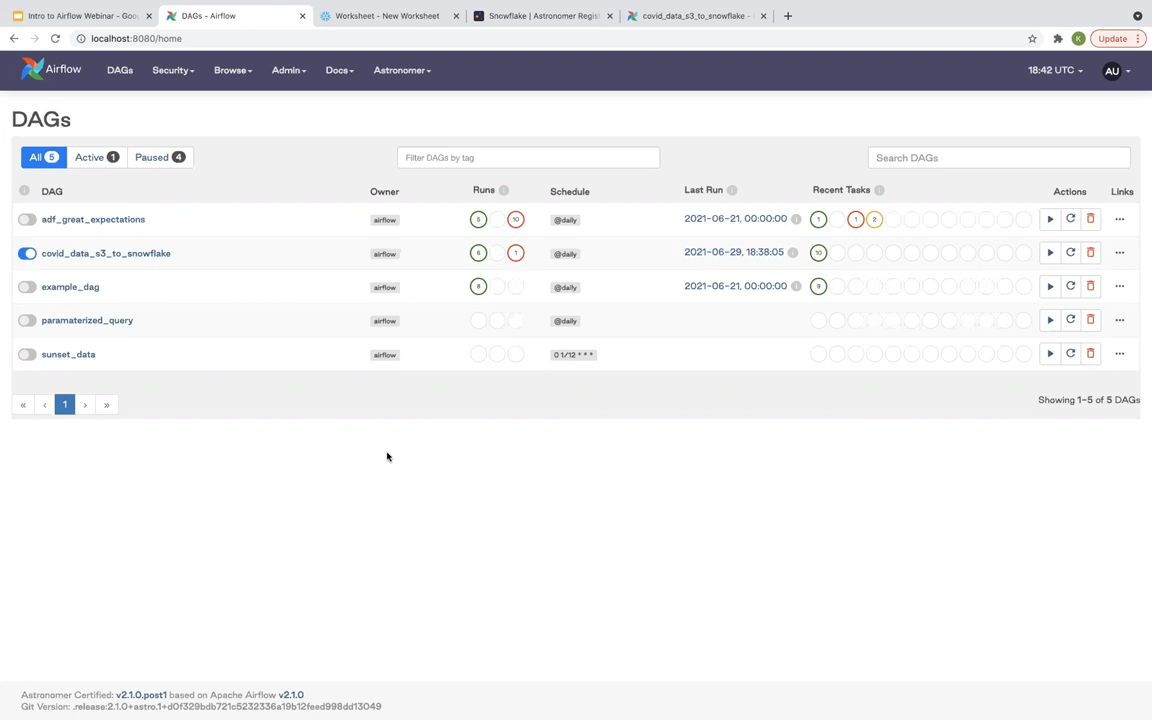 Intro to Airflow Webinar - Goo
DAGs - Airflow
Worksheet - New Worksheet
Snowflake | Astronomer Regis
covid_data_s3_to_snowflake -
localhost:8080/home
K
Update
Airflow
DAGs
Security
Browse
Admin
Docs
Astronomer
18:42 UTC
AU
DAGs
All 5
Active 1
Paused 4
Filter DAGs by tag
Search DAGs
DAG
Owner
Runs
Schedule
Last Run
Recent Tasks
Actions
Links
adf_great_expectations
airflow
5
10
@daily
2021-06-21, 00:00:00
1
1
2
covid_data_s3_to_snowflake
airflow
6
1
@daily
2021-06-29, 18:38:05
10
example_dag
airflow
8
@daily
2021-06-21, 00:00:00
9
paramaterized_query
airflow
@daily
sunset_data
airflow
0 1/12 * * *
« ‹ 1 › »
Showing 1-5 of 5 DAGs
Astronomer Certified: v2.1.0.post1 based on Apache Airflow v2.1.0
Git Version: .release:2.1.0+astro.1+d0f329bdb721c5232336a19b12feed998dd13049